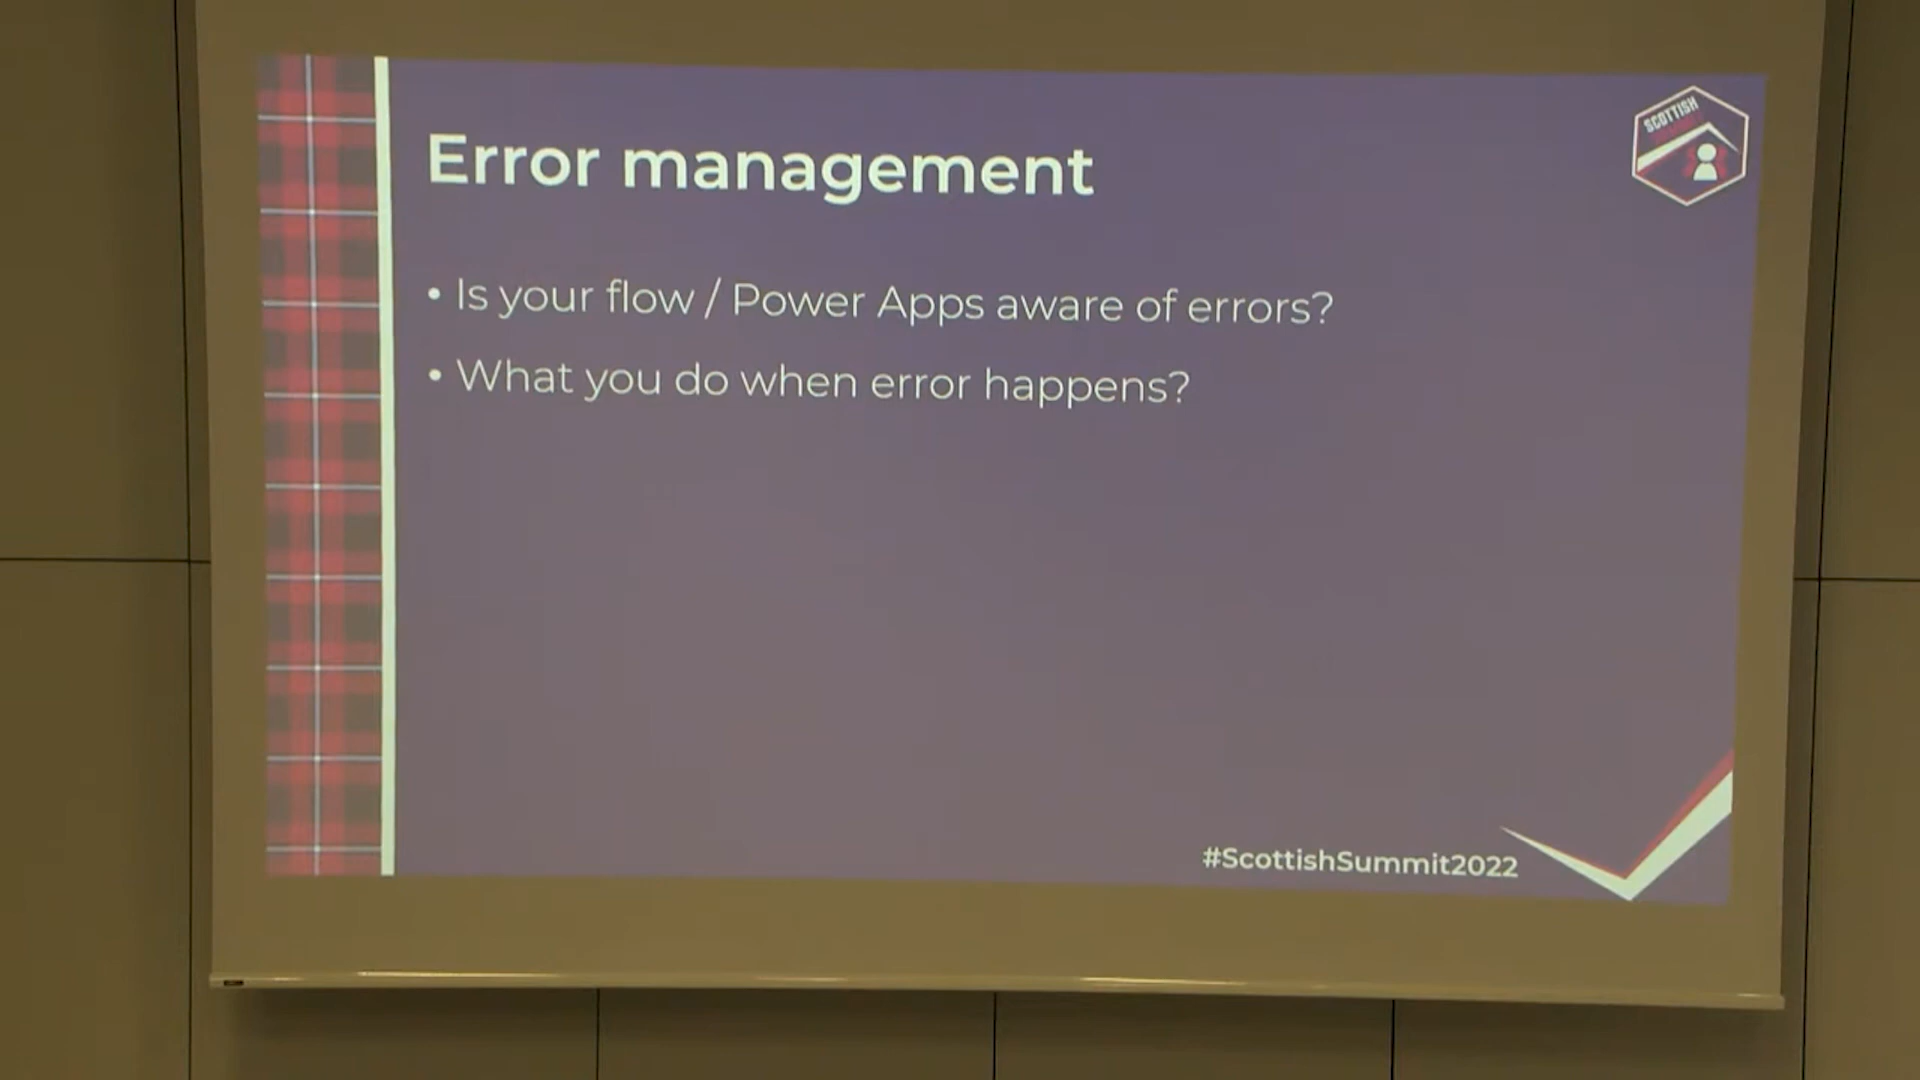 SCOTTISH
Error management
• Is your flow / Power Apps aware of errors?
• What you do when error happens?
#ScottishSummit2022